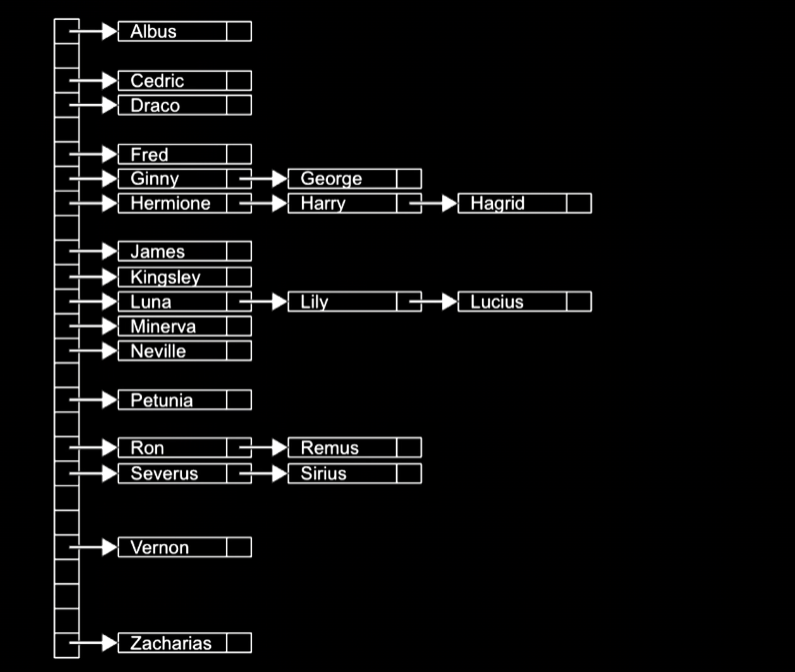 Albus
Cedric
Draco
Fred
Ginny George
Hermione Harry Hagrid
James
Kingsley
Luna Lily Lucius
Minerva
Neville
Petunia
Ron Remus
Severus Sirius
Vernon
Zacharias